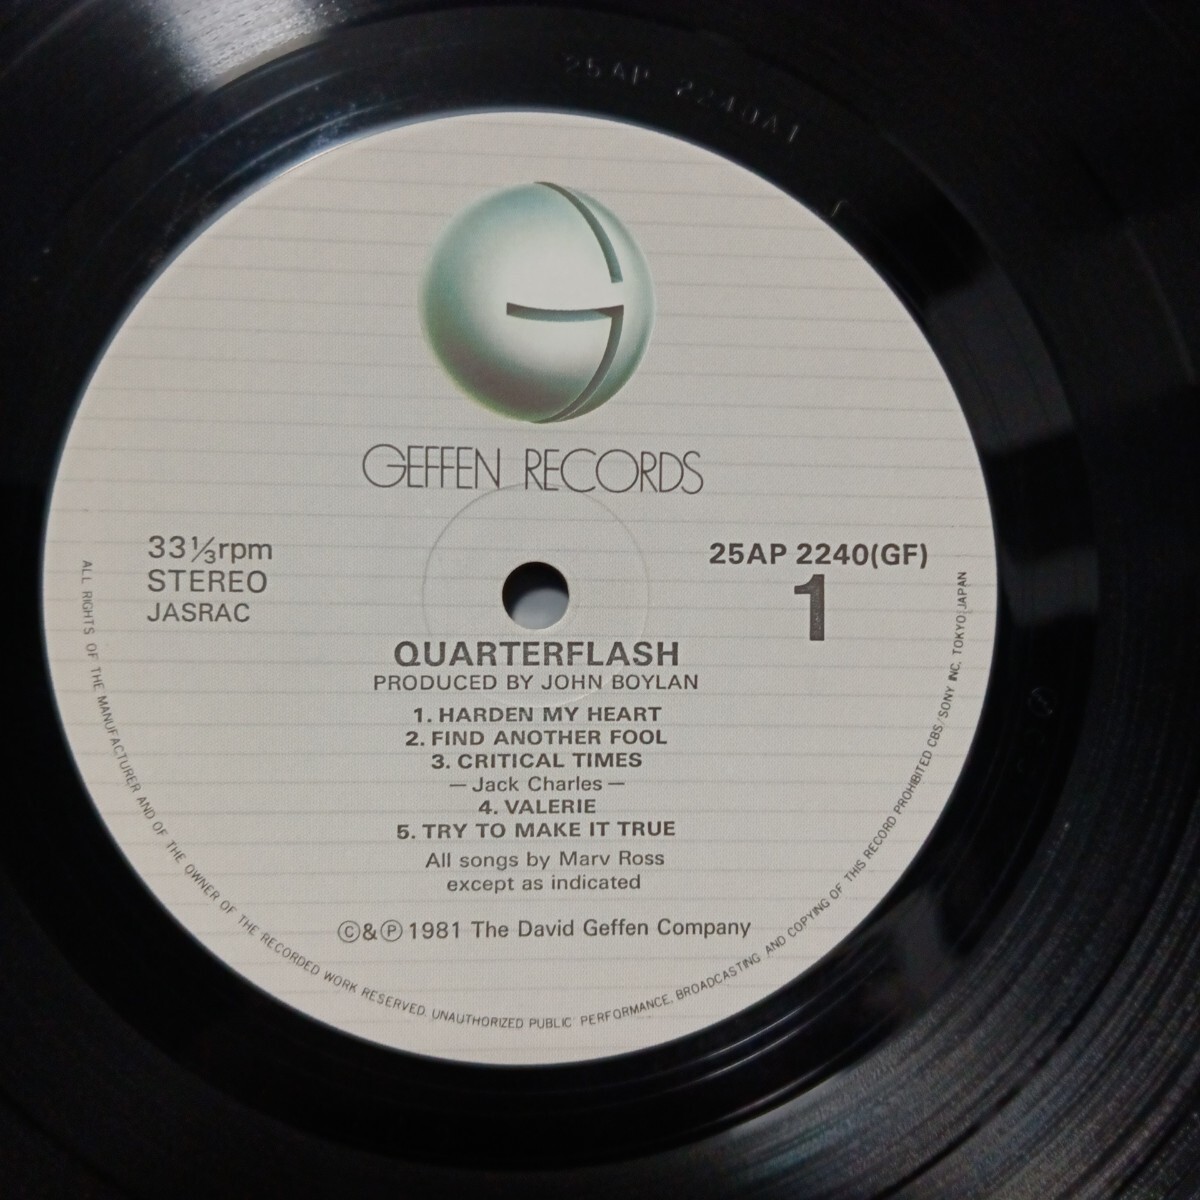 25AP 2240A1
GEFFEN RECORDS
33⅓rpm
STEREO
JASRAC
25AP 2240(GF)
1
QUARTERFLASH
PRODUCED BY JOHN BOYLAN
1. HARDEN MY HEART
2. FIND ANOTHER FOOL
3. CRITICAL TIMES
—Jack Charles—
4. VALERIE
5. TRY TO MAKE IT TRUE
All songs by Marv Ross
except as indicated
©&℗1981 The David Geffen Company
ALL RIGHTS OF THE MANUFACTURER AND OF THE OWNER OF THE RECORDED WORK RESERVED. UNAUTHORIZED PUBLIC PERFORMANCE, BROADCASTING AND COPYING OF THIS RECORD PROHIBITED CBS/SONY INC. TOKYO JAPAN